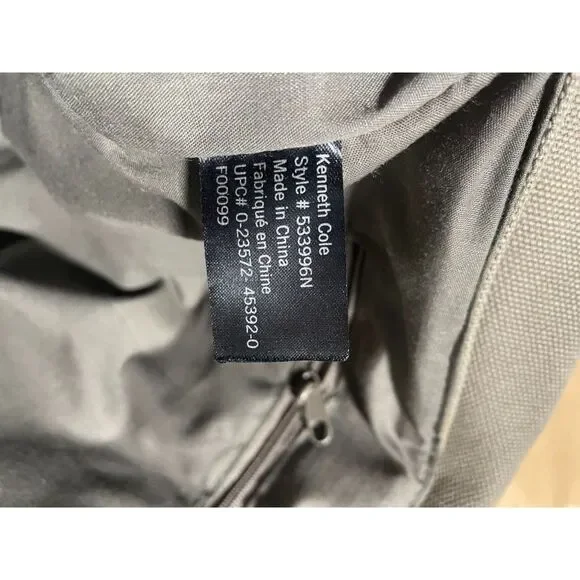 Kenneth Cole
Style # 533996N
Made in China
Fabriqué en Chine
UPC# 0-23572- 45392-0
F00099